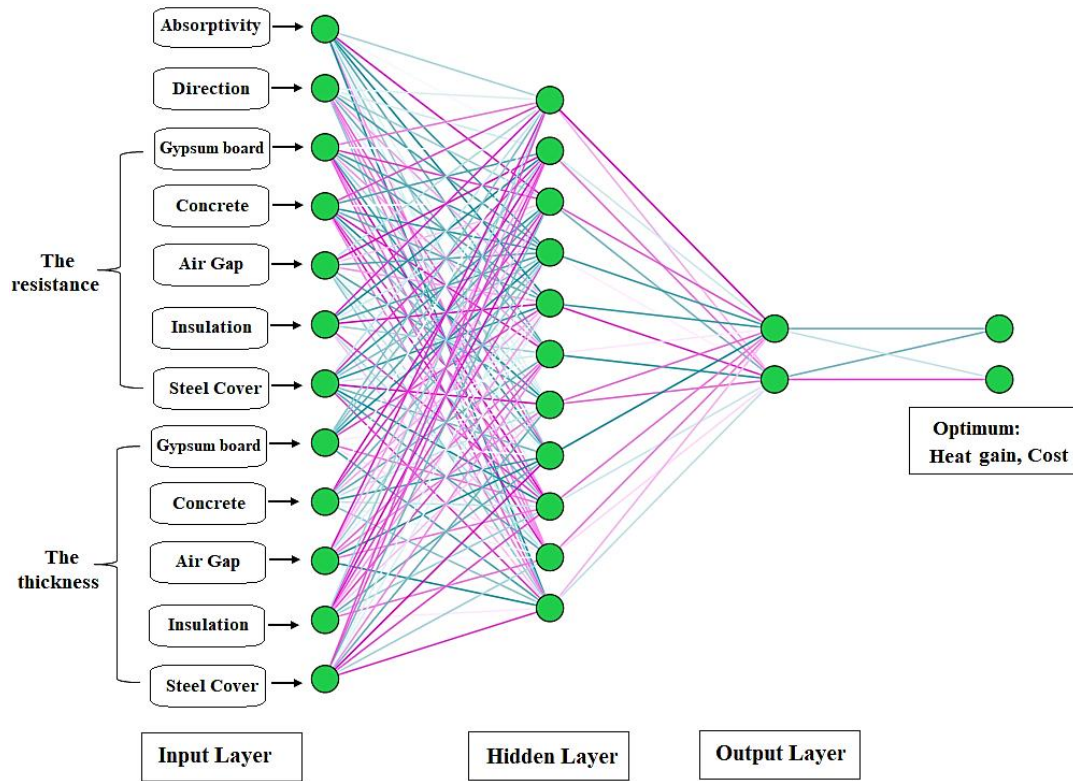 Absorptivity
Direction
Gypsum board
Concrete
Air Gap
Insulation
Steel Cover
The
resistance
Gypsum board
Concrete
Air Gap
Insulation
Steel Cover
The
thickness
Optimum:
Heat gain, Cost
Input Layer
Hidden Layer
Output Layer